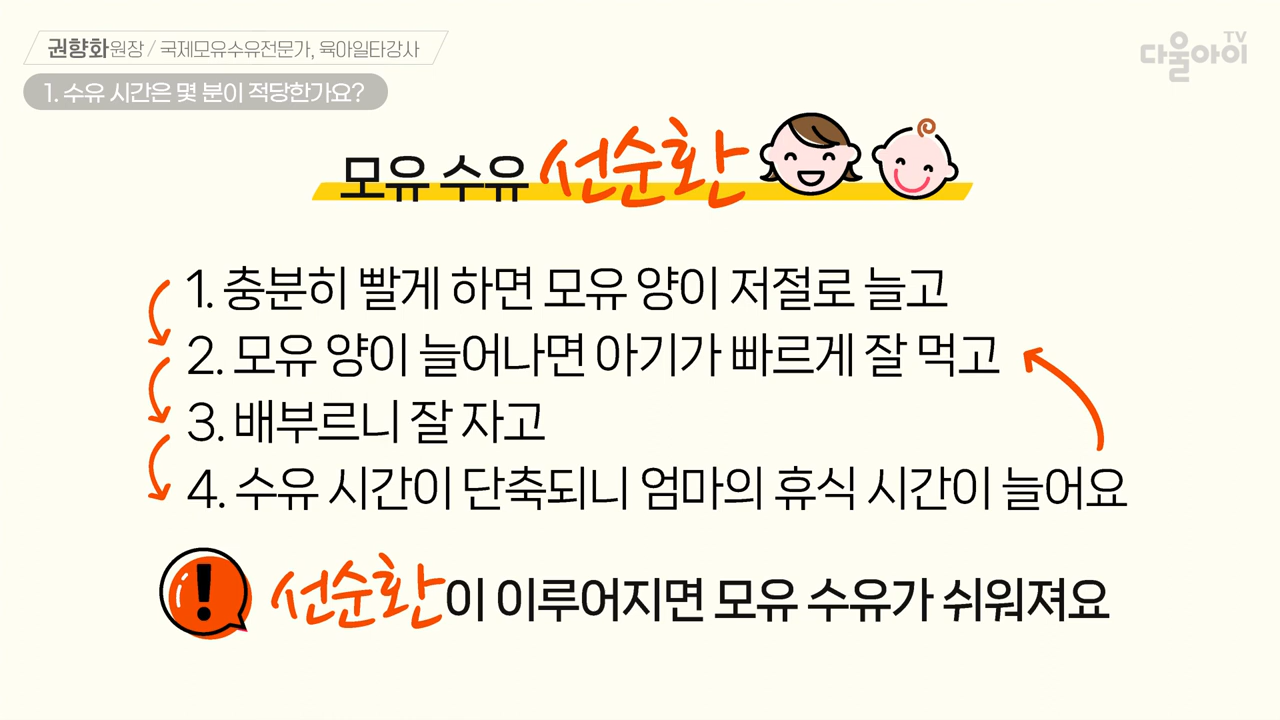 권향화원장 / 국제모유수유전문가, 육아일타강사
다울아이 TV
1. 수유 시간은 몇 분이 적당한가요?
모유 수유 선순환
1. 충분히 빨게 하면 모유 양이 저절로 늘고
2. 모유 양이 늘어나면 아기가 빠르게 잘 먹고
3. 배부르니 잘 자고
4. 수유 시간이 단축되니 엄마의 휴식 시간이 늘어요
! 선순환이 이루어지면 모유 수유가 쉬워져요